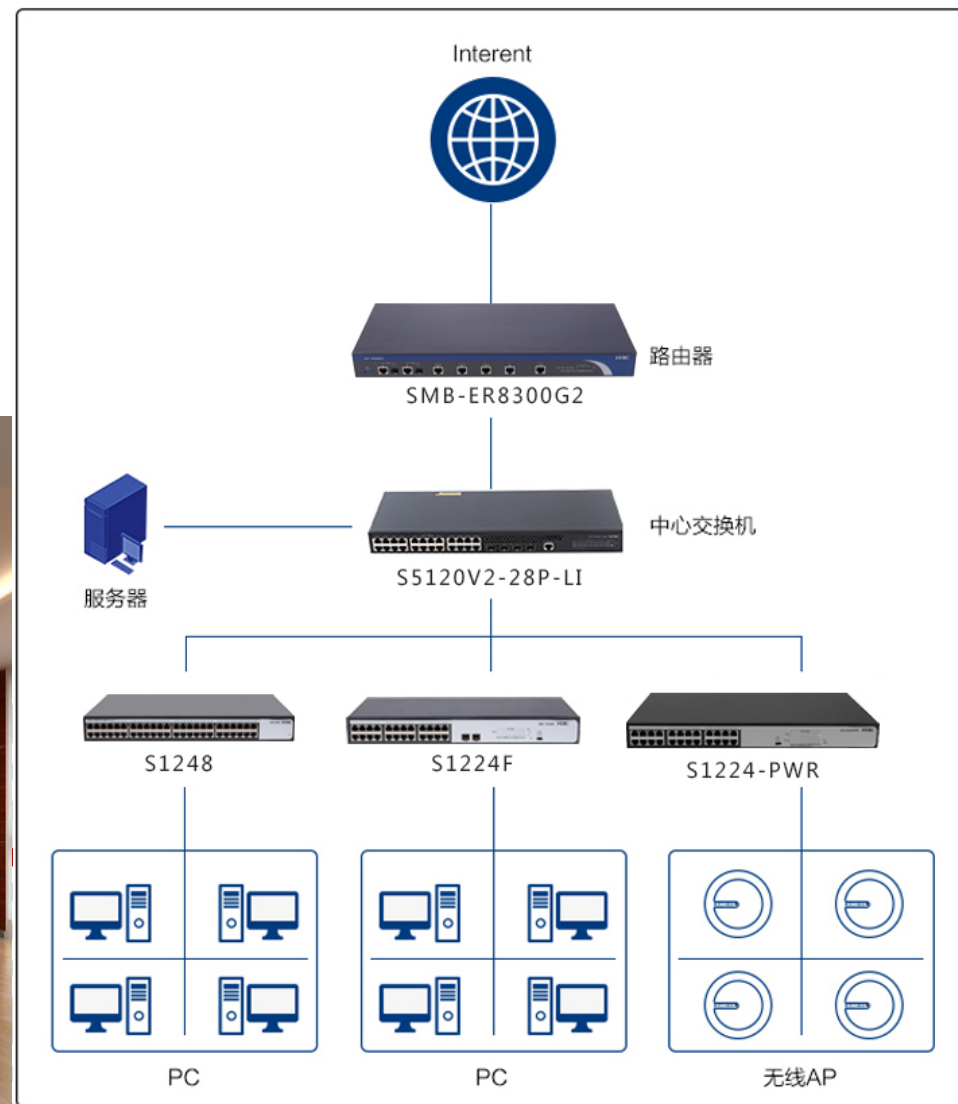 Interent
路由器
SMB-ER8300G2
中心交换机
S5120V2-28P-LI
服务器
S1248
S1224F
S1224-PWR
PC
PC
无线AP